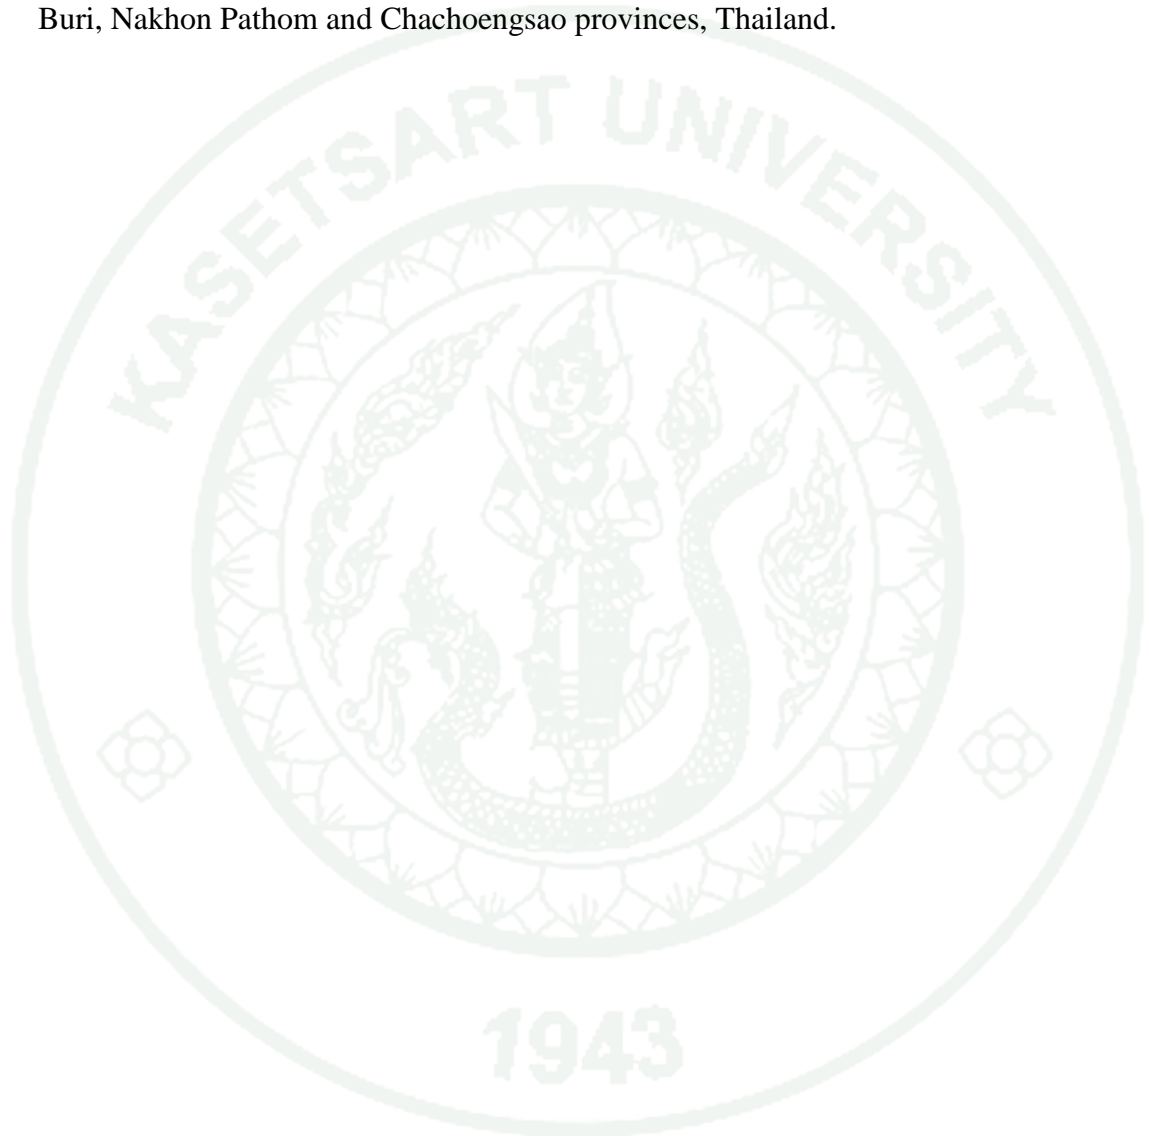 Buri, Nakhon Pathom and Chachoengsao provinces, Thailand.
KASETSART UNIVERSITY
1943